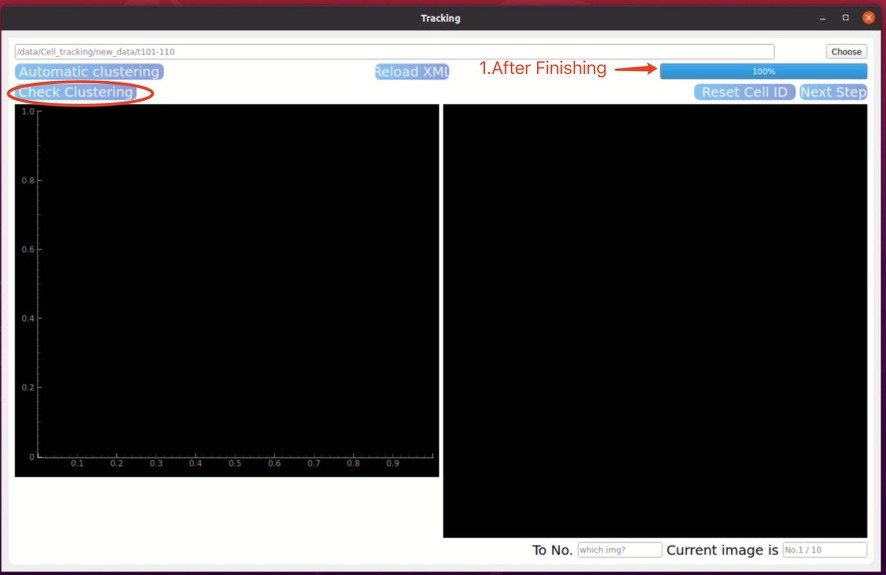 Tracking
/data/Cell_tracking/new_data/t101-110 Choose
Automatic clustering Reload XML 1.After Finishing 100%
Check Clustering Reset Cell ID Next Step
1.0
0.8
0.6
0.4
0.2
0
0.1 0.2 0.3 0.4 0.5 0.6 0.7 0.8 0.9
To No. which img? Current image is No.1 / 10